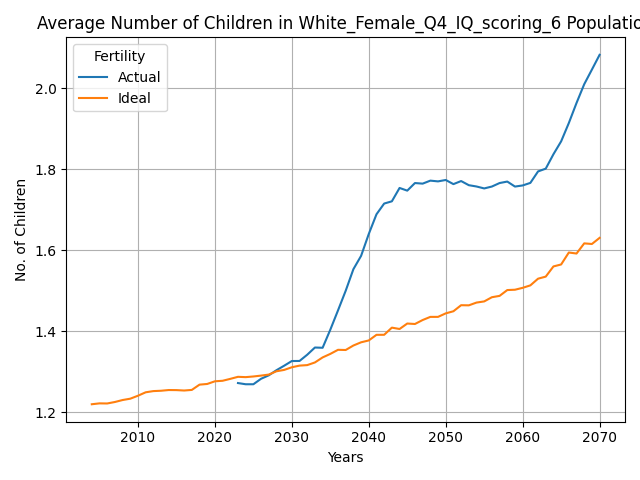 Average Number of Children in White_Female_Q4_IQ_scoring_6 Populatio
Fertility
Actual
Ideal
2.0
1.8
1.6
1.4
1.2
No. of Children
2010 2020 2030 2040 2050 2060 2070
Years